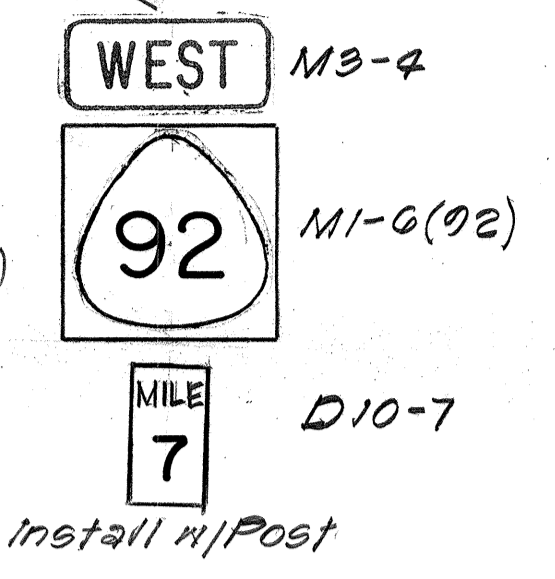 WEST M3-4
92 M1-6(92)
MILE
7 D10-7
install w/Post